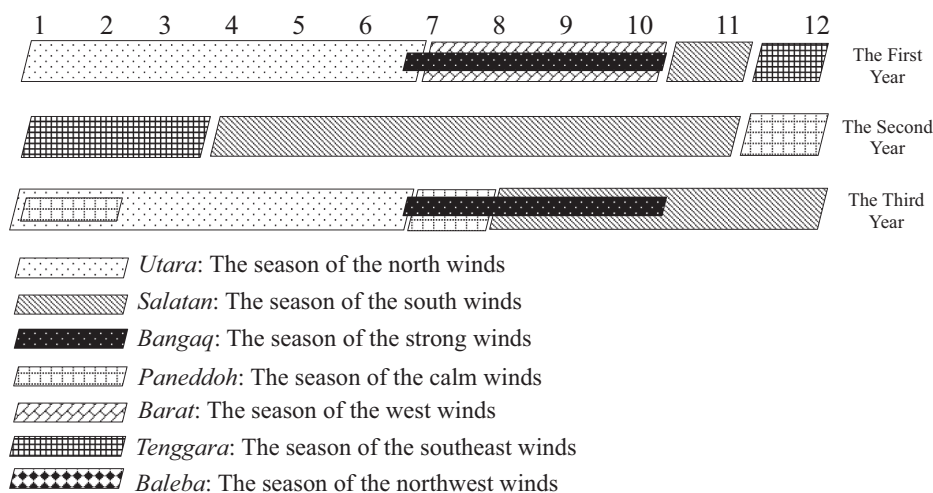 1 2 3 4 5 6 7 8 9 10 11 12
The First
Year
The Second
Year
The Third
Year
Utara: The season of the north winds
Salatan: The season of the south winds
Bangaq: The season of the strong winds
Paneddoh: The season of the calm winds
Barat: The season of the west winds
Tenggara: The season of the southeast winds
Baleba: The season of the northwest winds